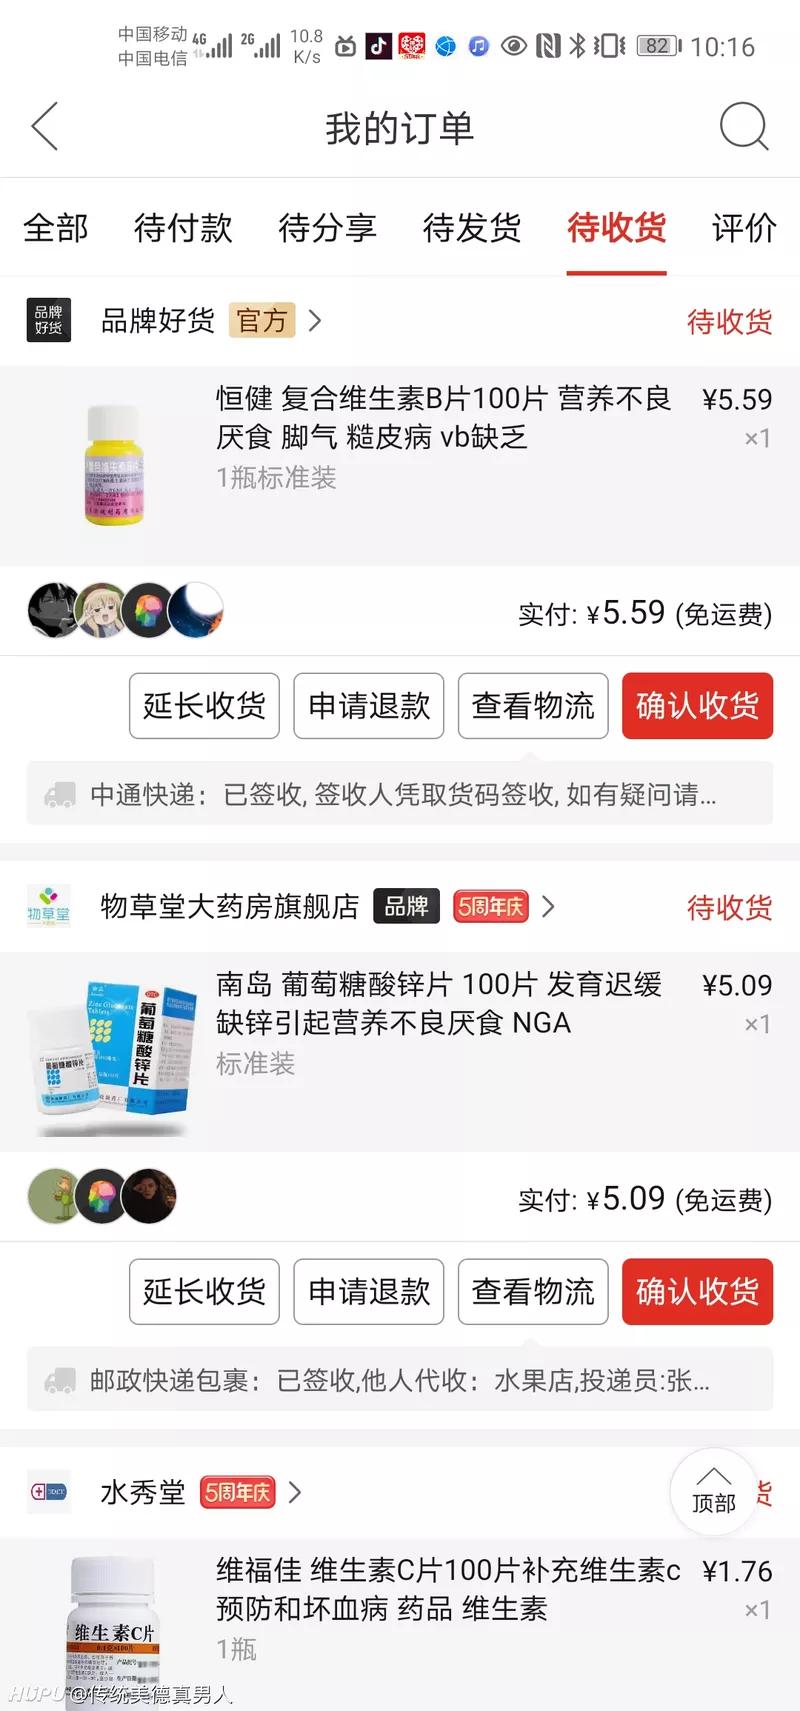 中国移动 4G 2G 10.8 82 10:16
中国电信 K/s
我的订单
全部 待付款 待分享 待发货 待收货 评价
品牌好货 品牌好货 官方 待收货
恒健 复合维生素B片100片 营养不良 ¥5.59
厌食 脚气 糙皮病 vb缺乏 ×1
1瓶标准装
实付: ¥5.59 (免运费)
延长收货 申请退款 查看物流 确认收货
中通快递：已签收, 签收人凭取货码签收, 如有疑问请...
物草堂 物草堂大药房旗舰店 品牌 5周年庆 待收货
南岛 葡萄糖酸锌片 100片 发育迟缓 ¥5.09
缺锌引起营养不良厌食 NGA ×1
标准装
Zinc Gluconate Tablets
葡萄糖酸锌片
葡萄糖酸锌片
实付: ¥5.09 (免运费)
延长收货 申请退款 查看物流 确认收货
邮政快递包裹：已签收,他人代收：水果店,投递员:张...
水秀堂 5周年庆 货
顶部
维福佳 维生素C片100片补充维生素c ¥1.76
预防和坏血病 药品 维生素 ×1
1瓶
维生素C片
HUPU @传统美德真男人